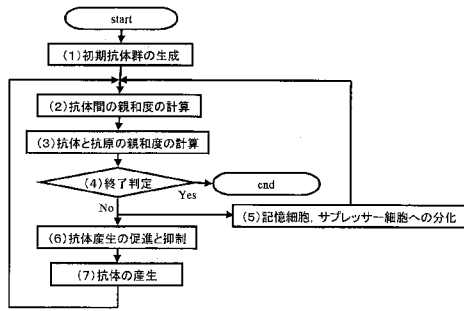 start
(1)初期抗体群の生成
(2)抗体間の親和度の計算
(3)抗体と抗原の親和度の計算
(4)終了判定
end
Yes
No
(5)記憶細胞,サプレッサー細胞への分化
(6)抗体産生の促進と抑制
(7)抗体の産生